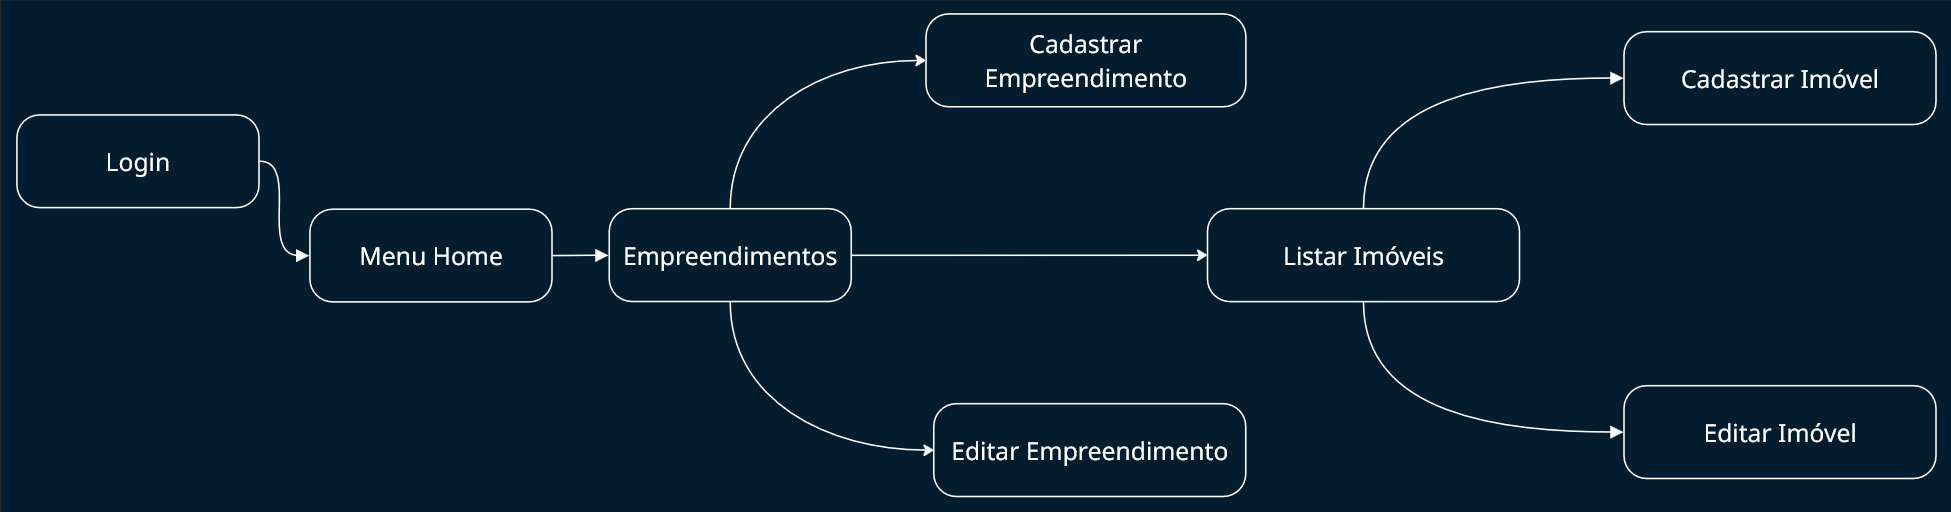 Login
Menu Home
Empreendimentos
Cadastrar
Empreendimento
Editar Empreendimento
Listar Imóveis
Cadastrar Imóvel
Editar Imóvel